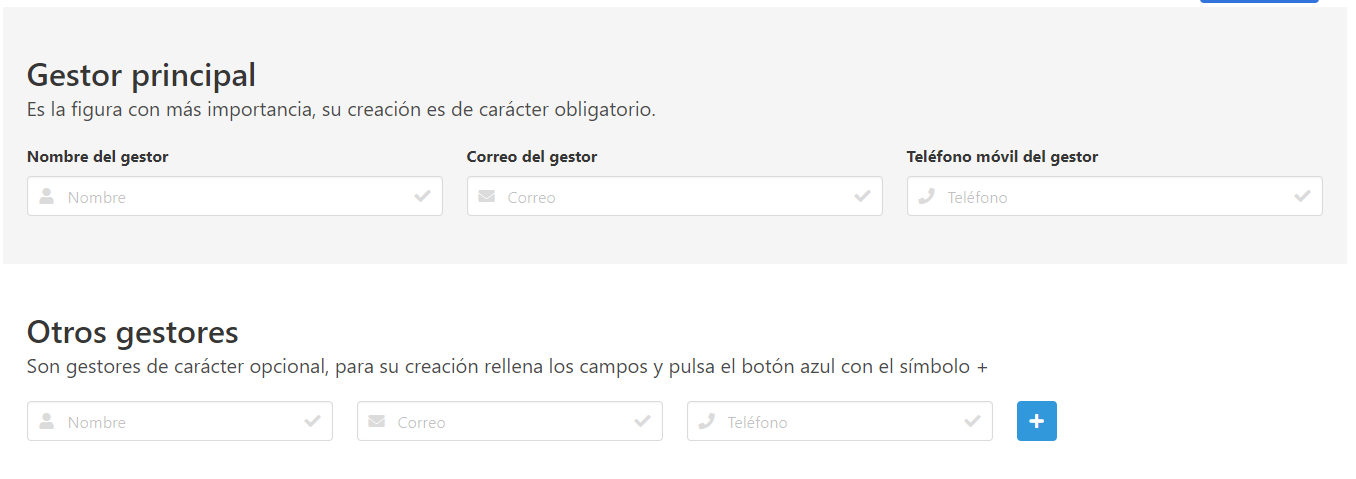 Gestor principal
Es la figura con más importancia, su creación es de carácter obligatorio.
Nombre del gestor Correo del gestor Teléfono móvil del gestor
Nombre Correo Teléfono
Otros gestores
Son gestores de carácter opcional, para su creación rellena los campos y pulsa el botón azul con el símbolo +
Nombre Correo Teléfono +